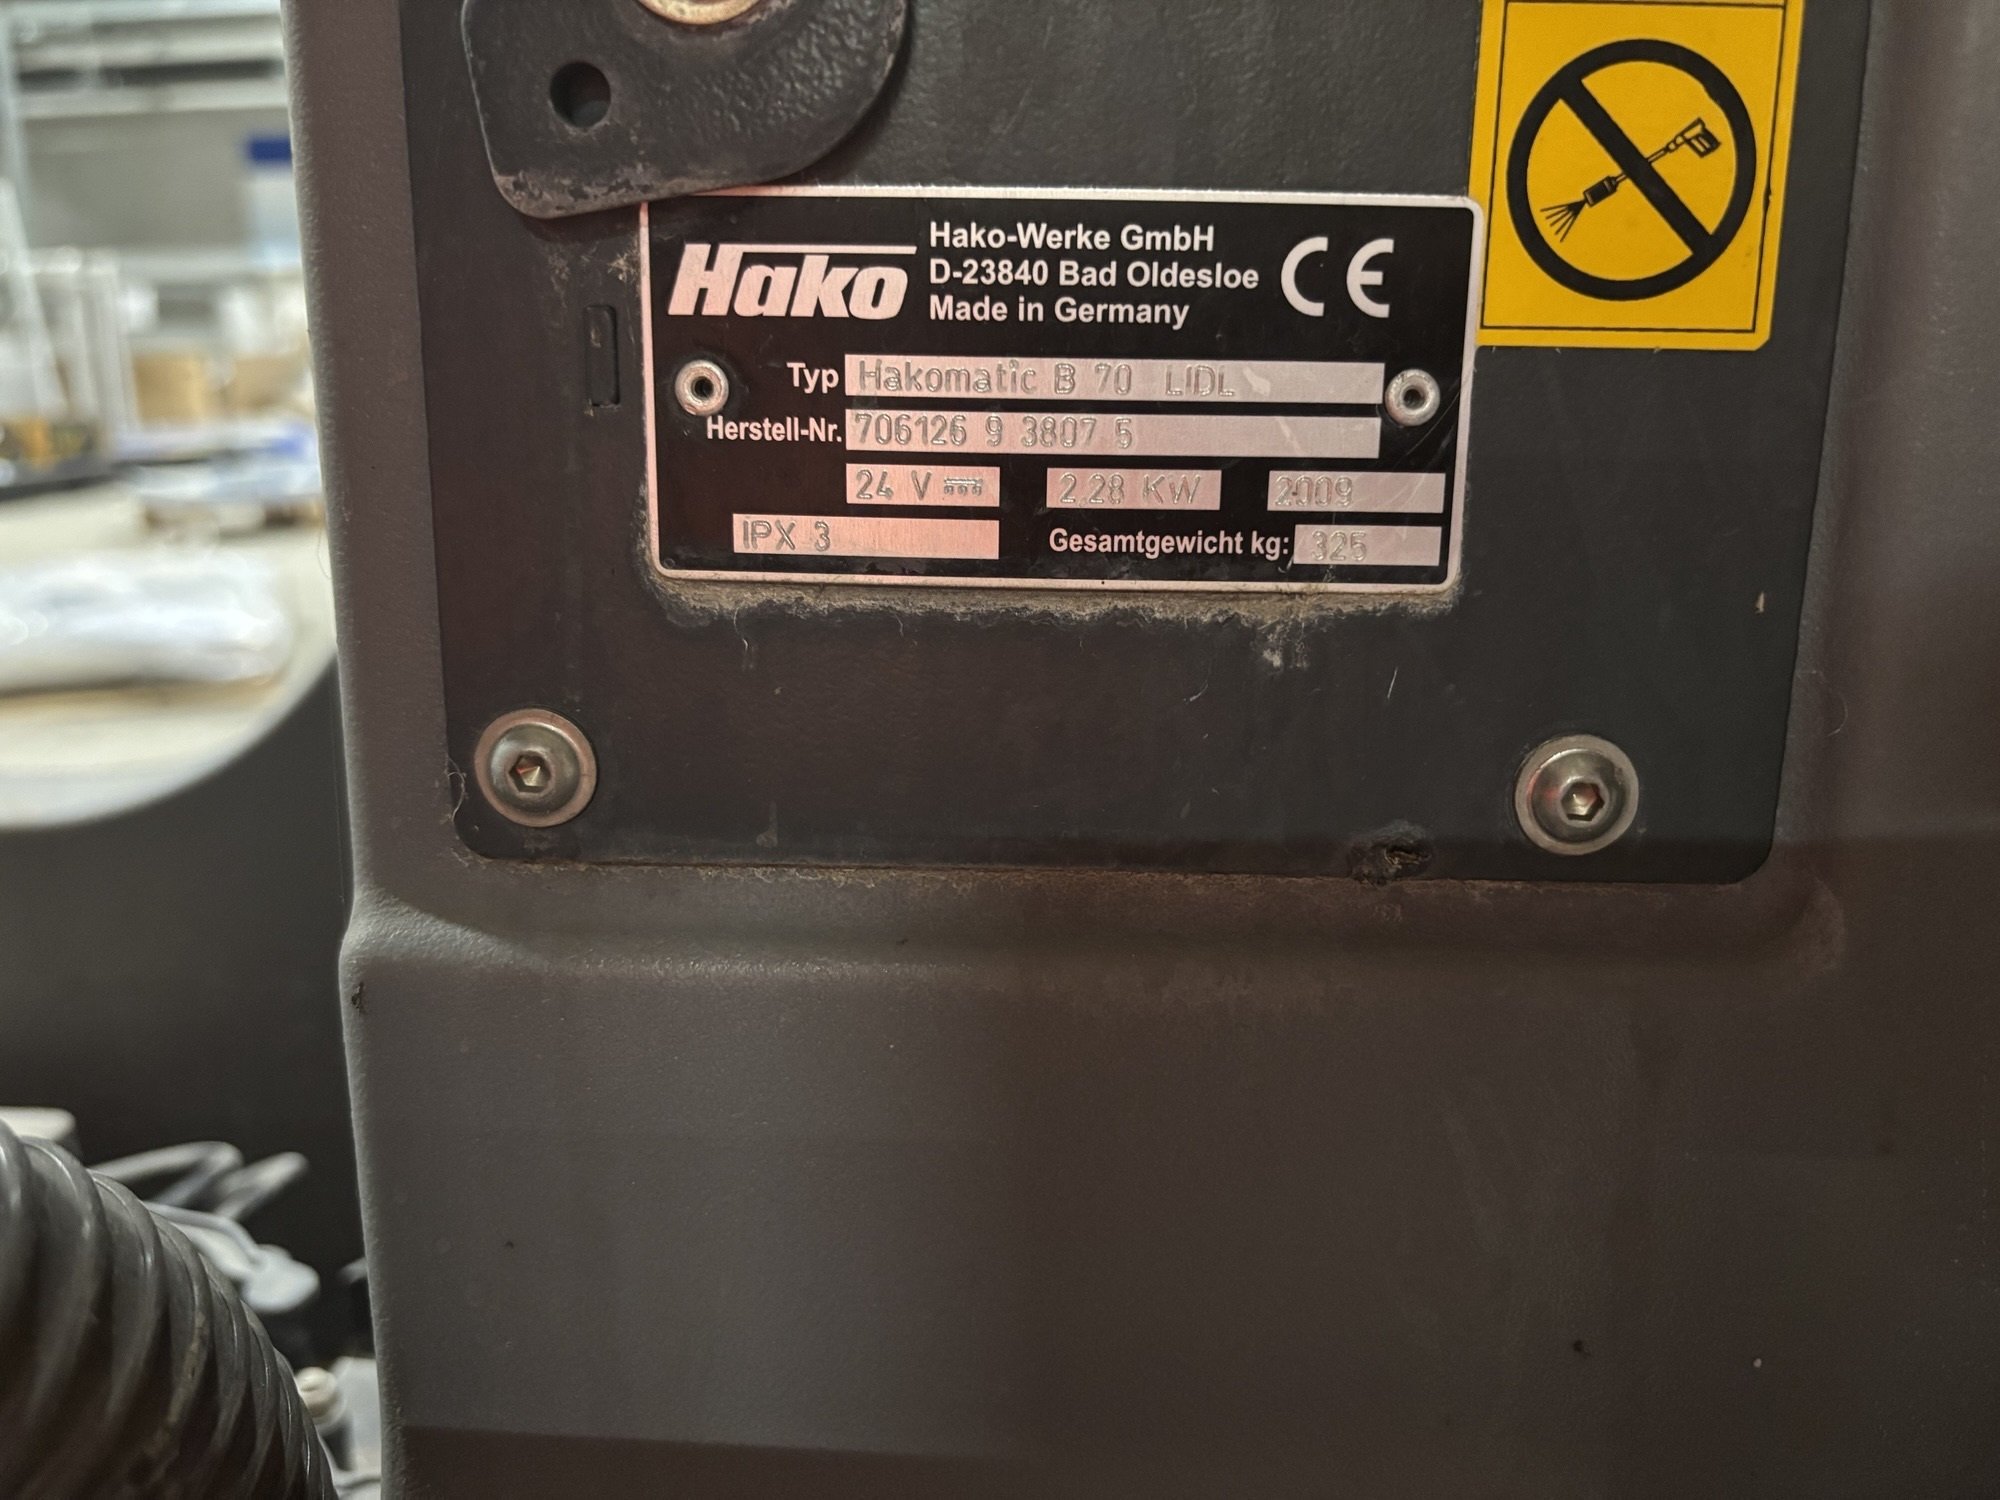 Hako
Hako-Werke GmbH
D-23840 Bad Oldesloe
Made in Germany
CE
Typ Hakomatic B 70 LIDL
Herstell-Nr. 706126 9 3807 5
24 V 2,28 KW 2009
IPX 3 Gesamtgewicht kg: 325